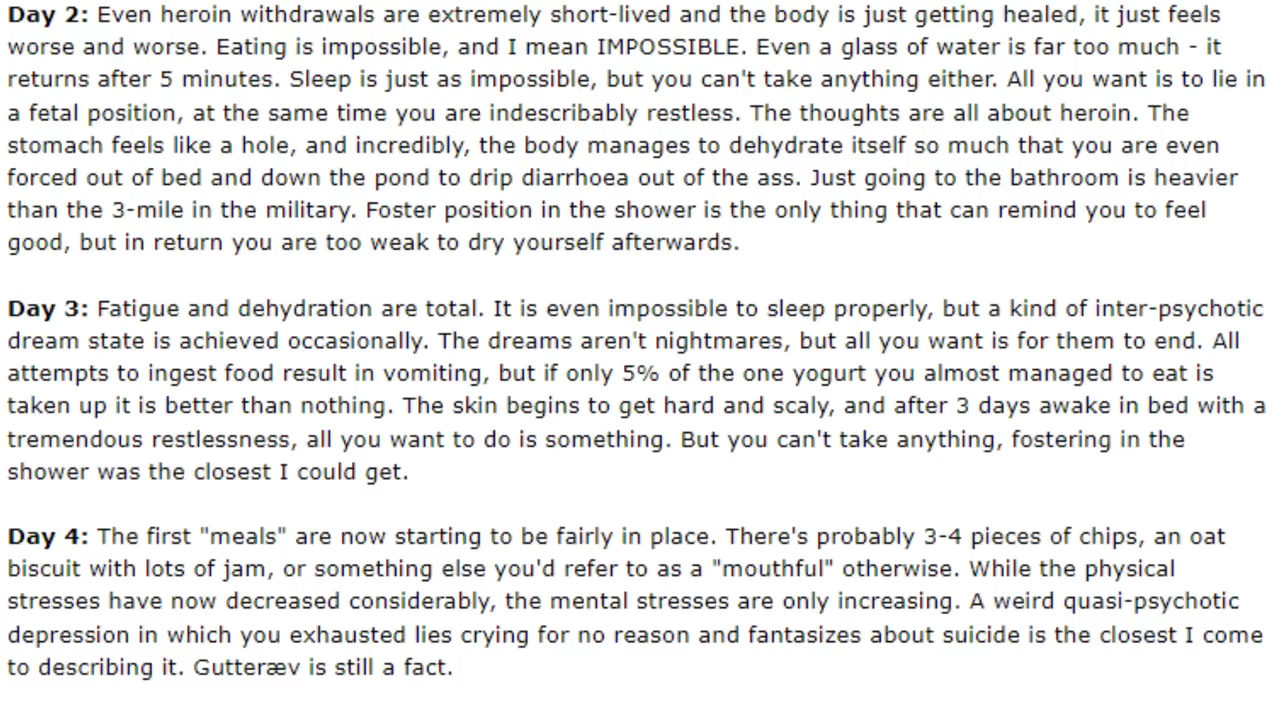 Day 2: Even heroin withdrawals are extremely short-lived and the body is just getting healed, it just feels
worse and worse. Eating is impossible, and I mean IMPOSSIBLE. Even a glass of water is far too much - it
returns after 5 minutes. Sleep is just as impossible, but you can't take anything either. All you want is to lie in
a fetal position, at the same time you are indescribably restless. The thoughts are all about heroin. The
stomach feels like a hole, and incredibly, the body manages to dehydrate itself so much that you are even
forced out of bed and down the pond to drip diarrhoea out of the ass. Just going to the bathroom is heavier
than the 3-mile in the military. Foster position in the shower is the only thing that can remind you to feel
good, but in return you are too weak to dry yourself afterwards.
Day 3: Fatigue and dehydration are total. It is even impossible to sleep properly, but a kind of inter-psychotic
dream state is achieved occasionally. The dreams aren't nightmares, but all you want is for them to end. All
attempts to ingest food result in vomiting, but if only 5% of the one yogurt you almost managed to eat is
taken up it is better than nothing. The skin begins to get hard and scaly, and after 3 days awake in bed with a
tremendous restlessness, all you want to do is something. But you can't take anything, fostering in the
shower was the closest I could get.
Day 4: The first "meals" are now starting to be fairly in place. There's probably 3-4 pieces of chips, an oat
biscuit with lots of jam, or something else you'd refer to as a "mouthful" otherwise. While the physical
stresses have now decreased considerably, the mental stresses are only increasing. A weird quasi-psychotic
depression in which you exhausted lies crying for no reason and fantasizes about suicide is the closest I come
to describing it. Gutteræv is still a fact.